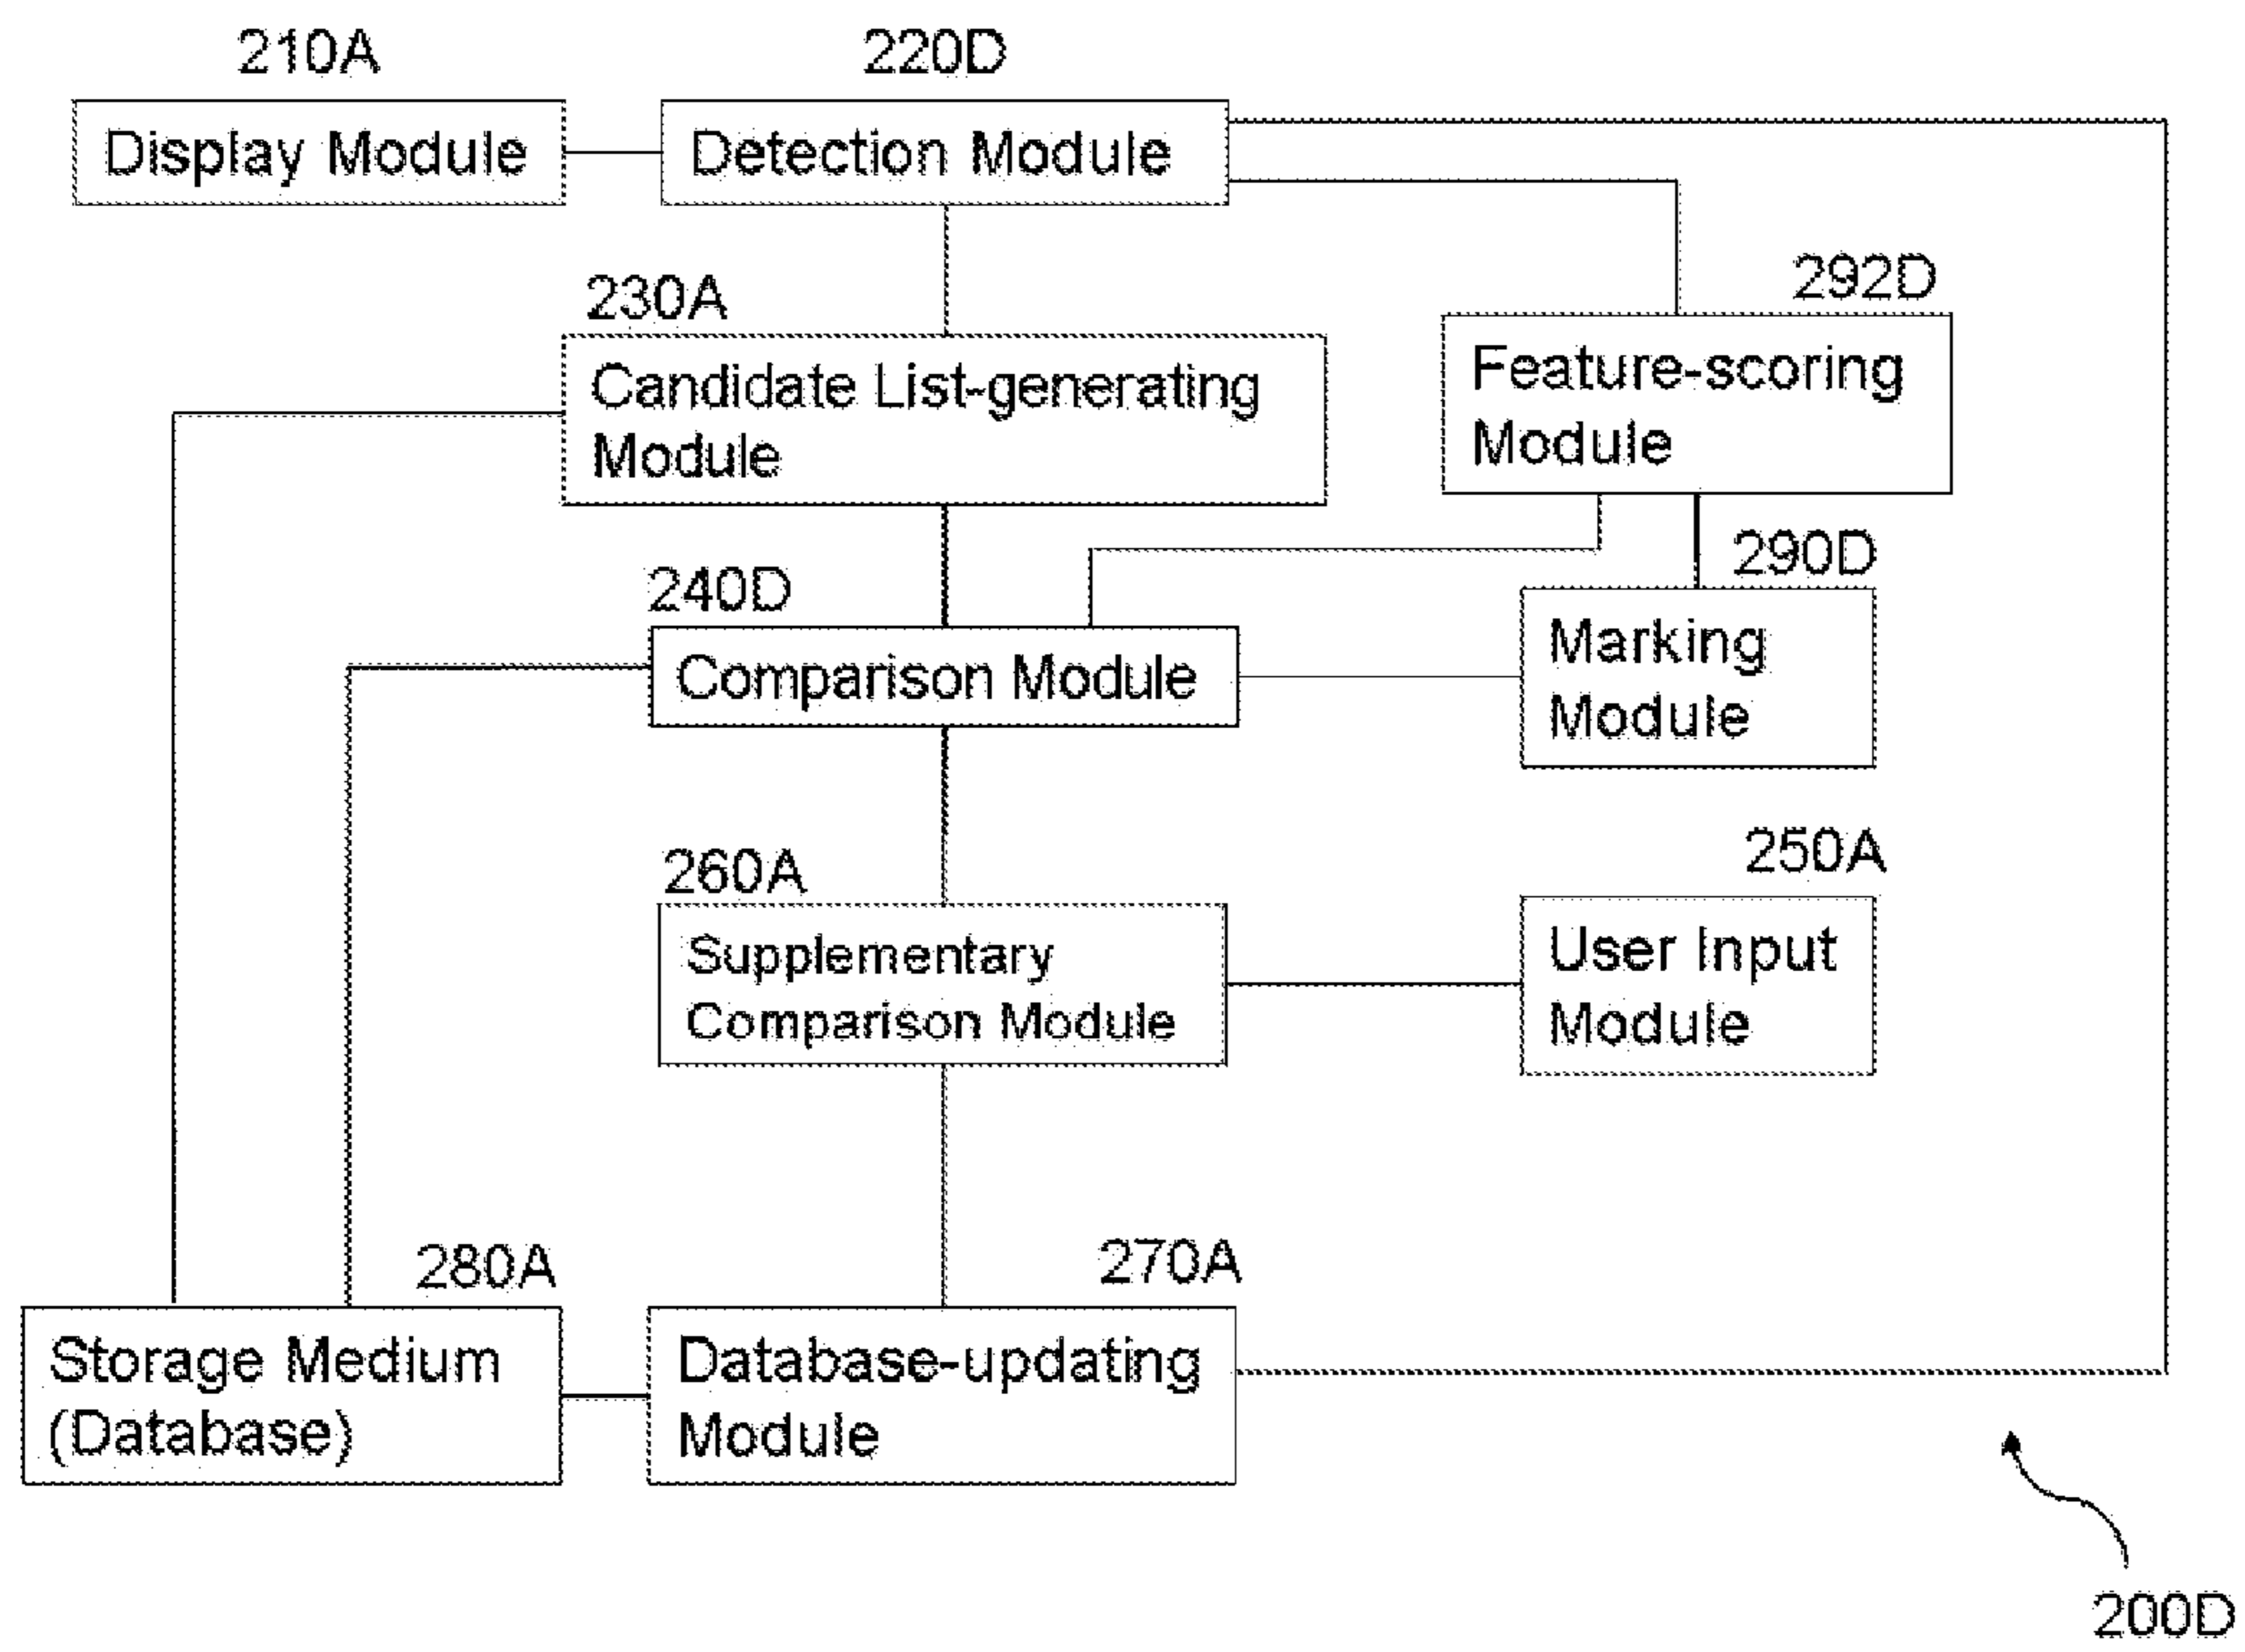 210A
220D
Display Module
Detection Module
230A
292D
Candidate List-generating
Module
Feature-scoring
Module
240D
290D
Comparison Module
Marking
Module
260A
250A
Supplementary
Comparison Module
User Input
Module
280A
270A
Storage Medium
(Database)
Database-updating
Module
200D